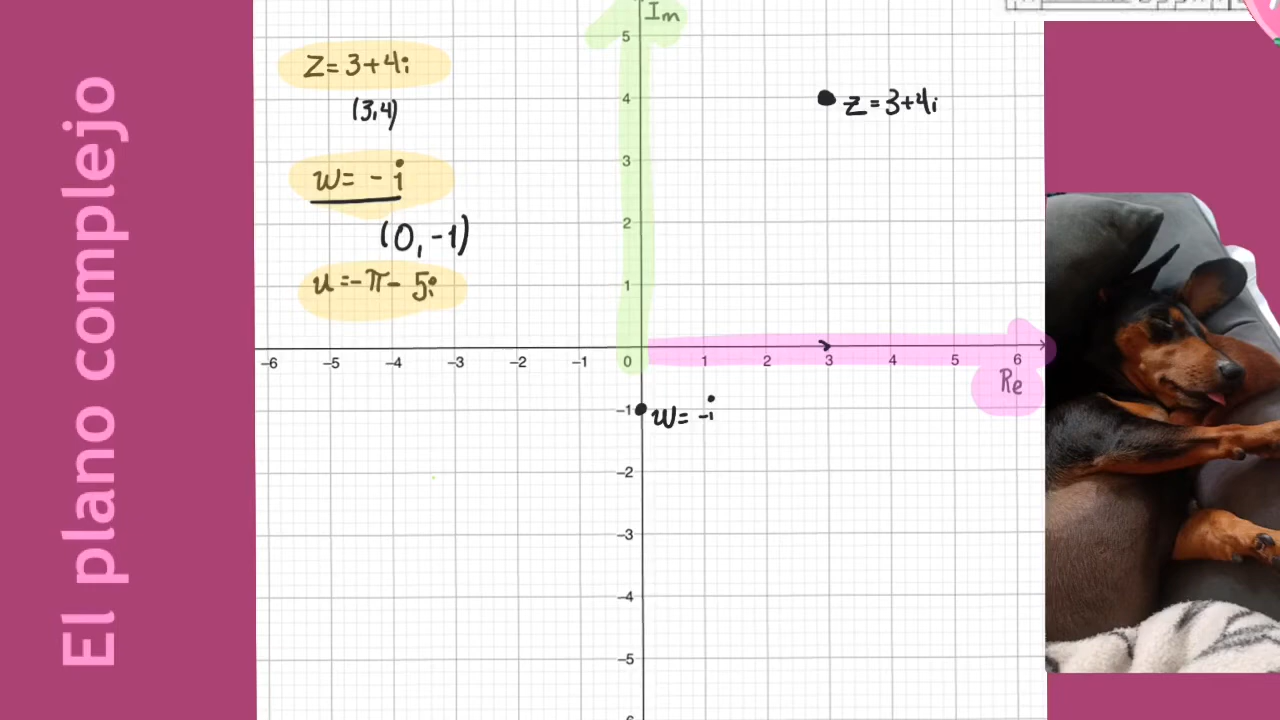 El plano complejo
Im
z = 3+4i
(3,4)
w = -i
(0,-1)
u = -π - 5i
z = 3+4i
w = -i
Re
5
4
3
2
1
−6 −5 −4 −3 −2 −1 0 1 2 3 4 5 6
−1
−2
−3
−4
−5